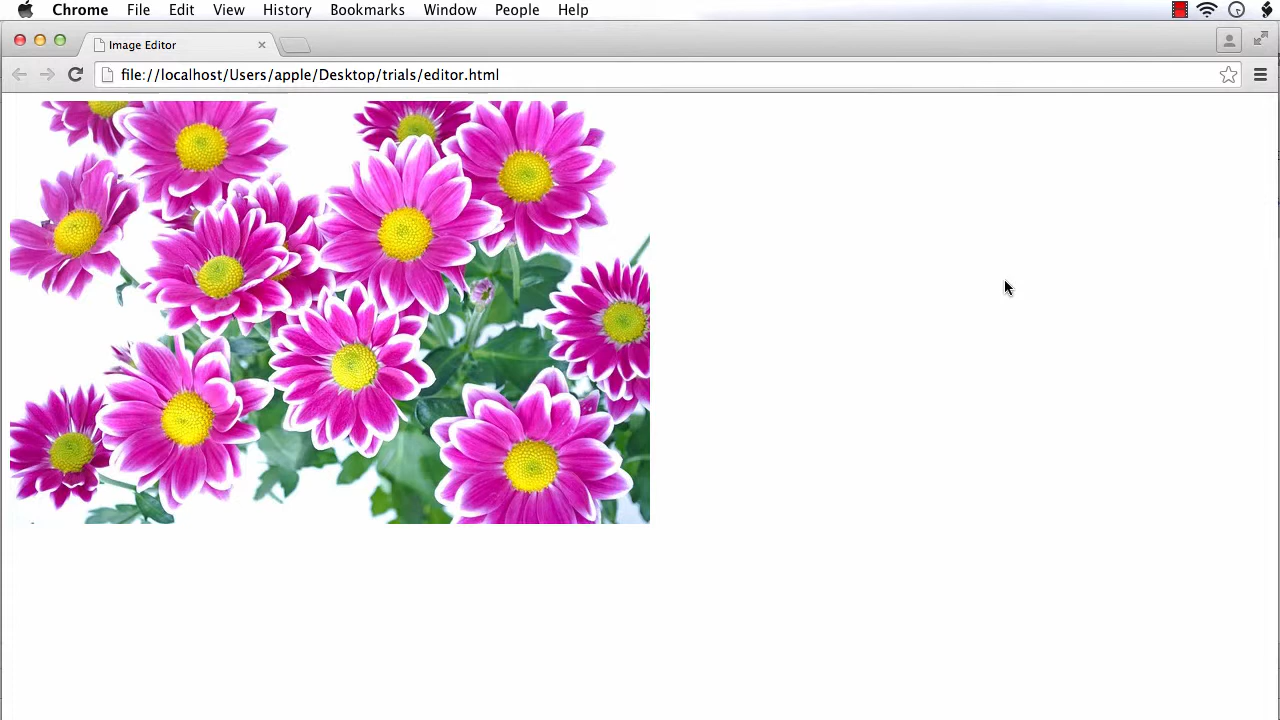 Chrome File Edit View History Bookmarks Window People Help
Image Editor
file://localhost/Users/apple/Desktop/trials/editor.html